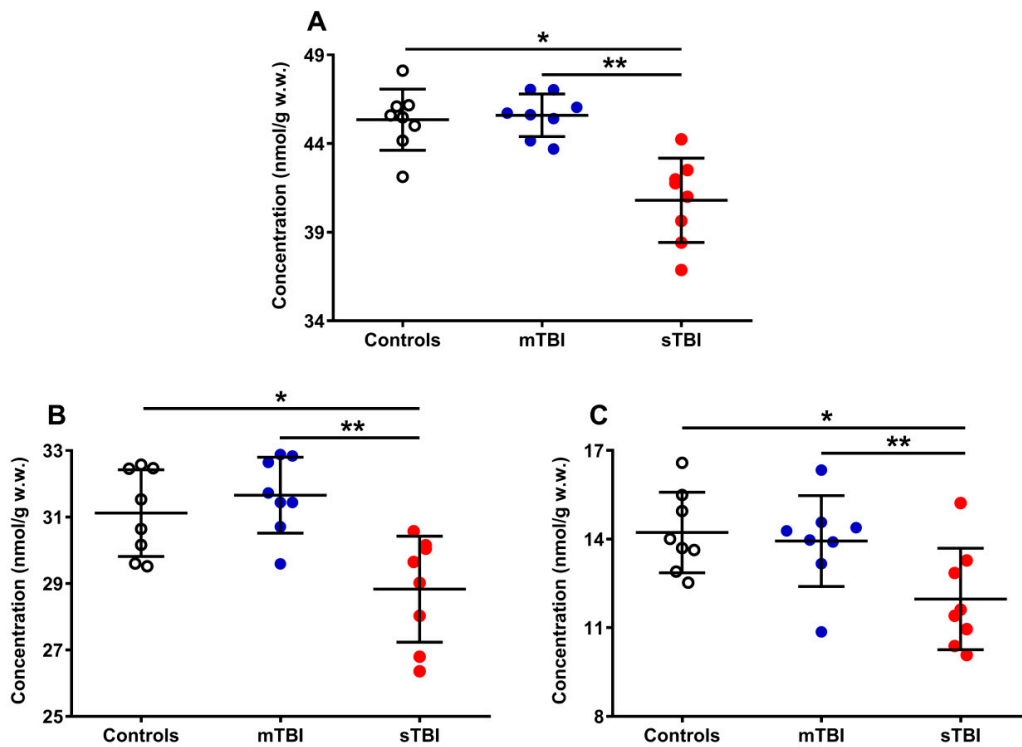 A
Concentration (nmol/g w.w.)
49
44
39
34
*
**
Controls mTBI sTBI
B
Concentration (nmol/g w.w.)
33
31
29
27
25
*
**
Controls mTBI sTBI
C
Concentration (nmol/g w.w.)
17
14
11
8
*
**
Controls mTBI sTBI